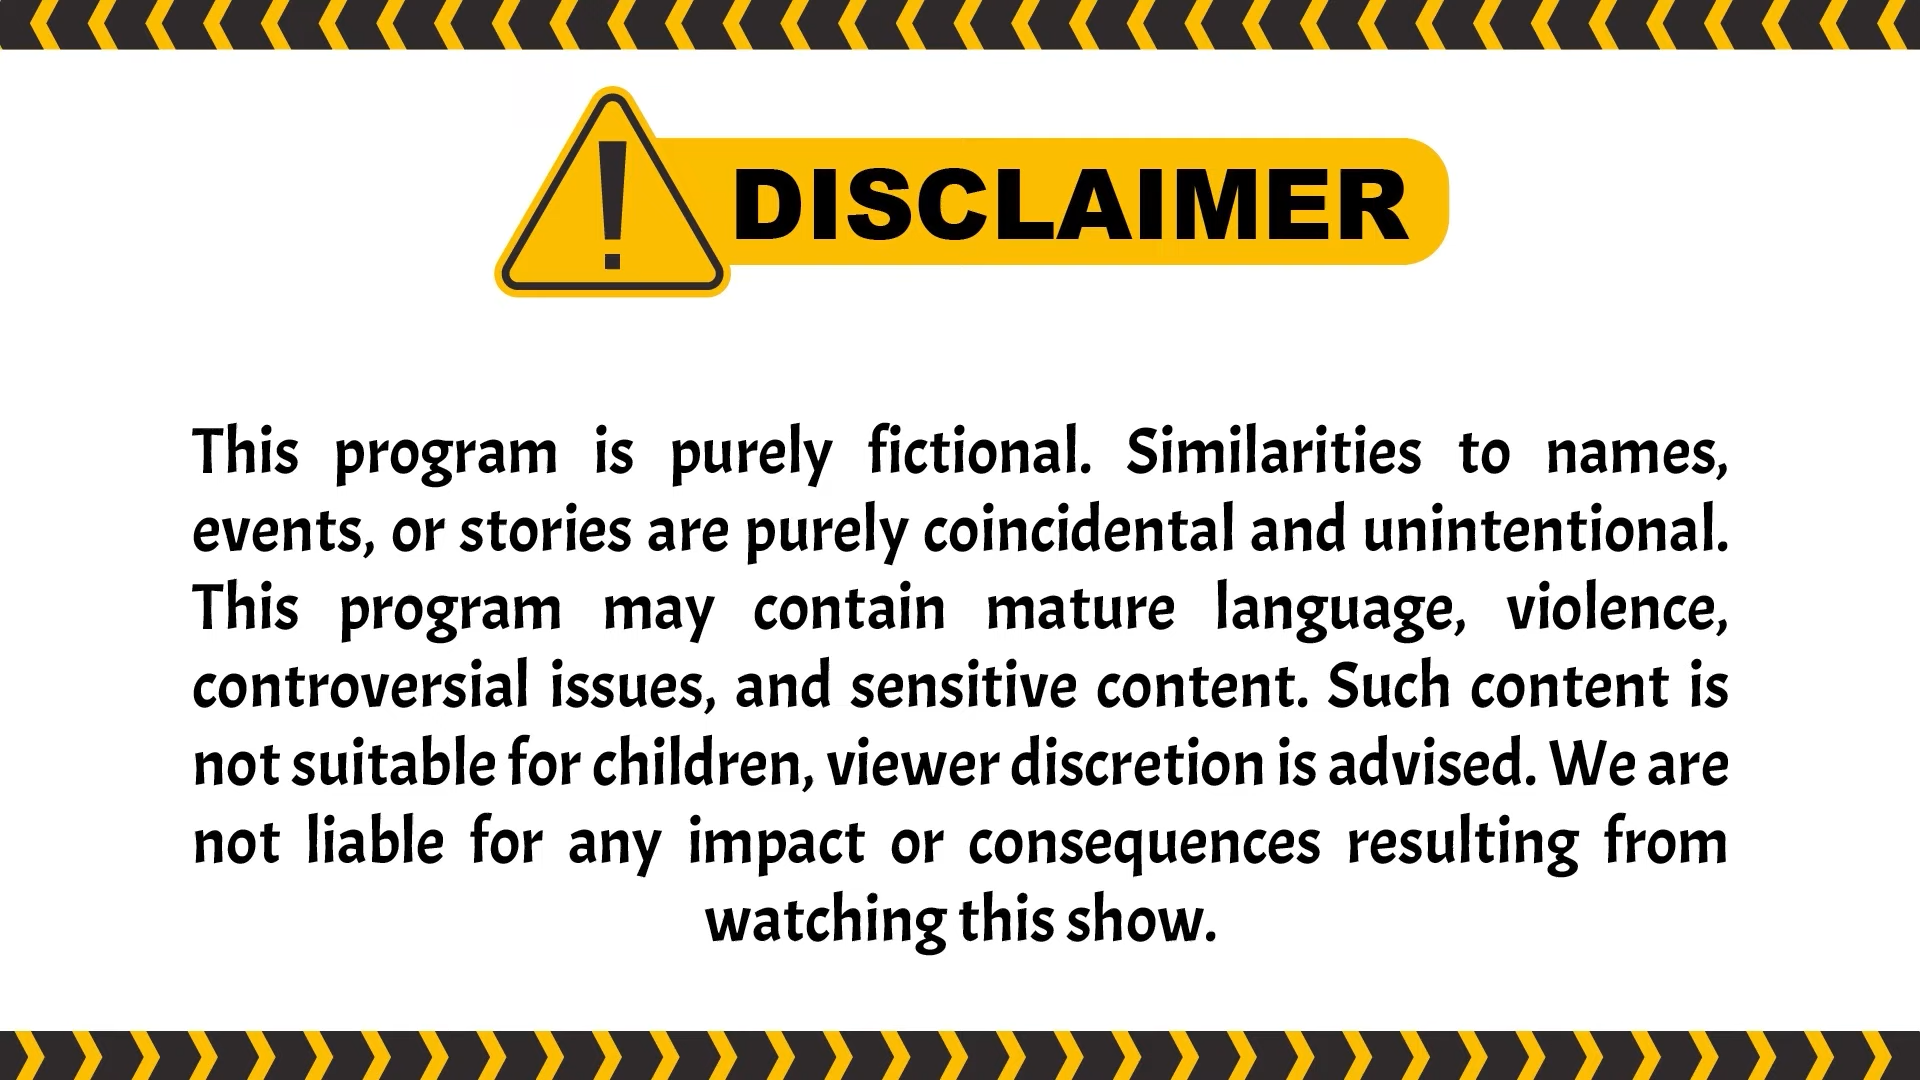 DISCLAIMER
This program is purely fictional. Similarities to names,
events, or stories are purely coincidental and unintentional.
This program may contain mature language, violence,
controversial issues, and sensitive content. Such content is
not suitable for children, viewer discretion is advised. We are
not liable for any impact or consequences resulting from
watching this show.